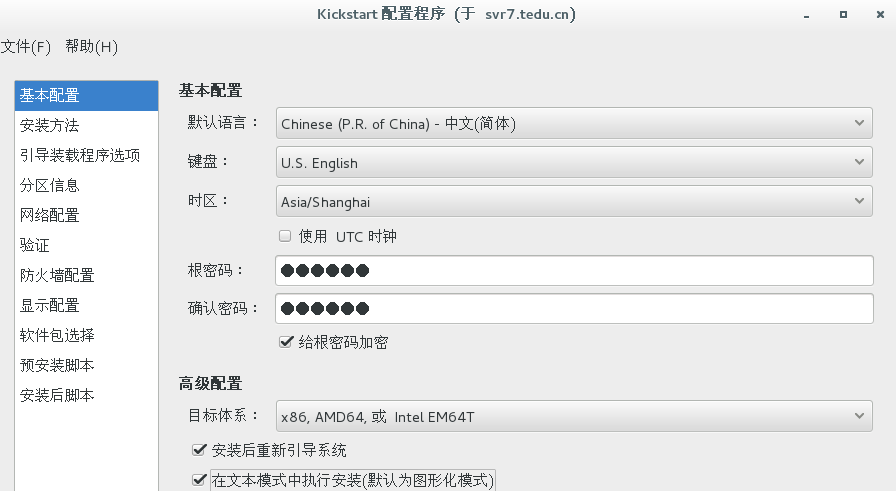 Kickstart 配置程序 (于 svr7.tedu.cn)
文件(F) 帮助(H)
基本配置
安装方法
引导装载程序选项
分区信息
网络配置
验证
防火墙配置
显示配置
软件包选择
预安装脚本
安装后脚本
基本配置
默认语言： Chinese (P.R. of China) - 中文(简体)
键盘： U.S. English
时区： Asia/Shanghai
使用 UTC 时钟
根密码： ●●●●●●
确认密码： ●●●●●●
给根密码加密
高级配置
目标体系： x86, AMD64, 或 Intel EM64T
安装后重新引导系统
在文本模式中执行安装(默认为图形化模式)